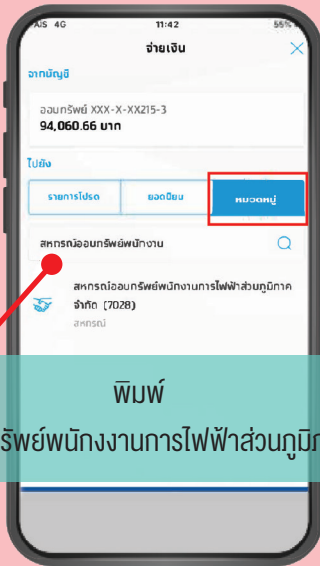 AIS 4G 11:42 55%
จ่ายเงิน
จากบัญชี
ออมทรัพย์ XXX-X-XX215-3
94,060.66 บาท
ไปยัง
รายการโปรด ยอดนิยม หมวดหมู่
สหกรณ์ออมทรัพย์พนักงาน
สหกรณ์ออมทรัพย์พนักงานการไฟฟ้าส่วนภูมิภาค
จำกัด (7028)
สหกรณ์
พิมพ์
รัพย์พนักงงานการไฟฟ้าส่วนภูมิภ